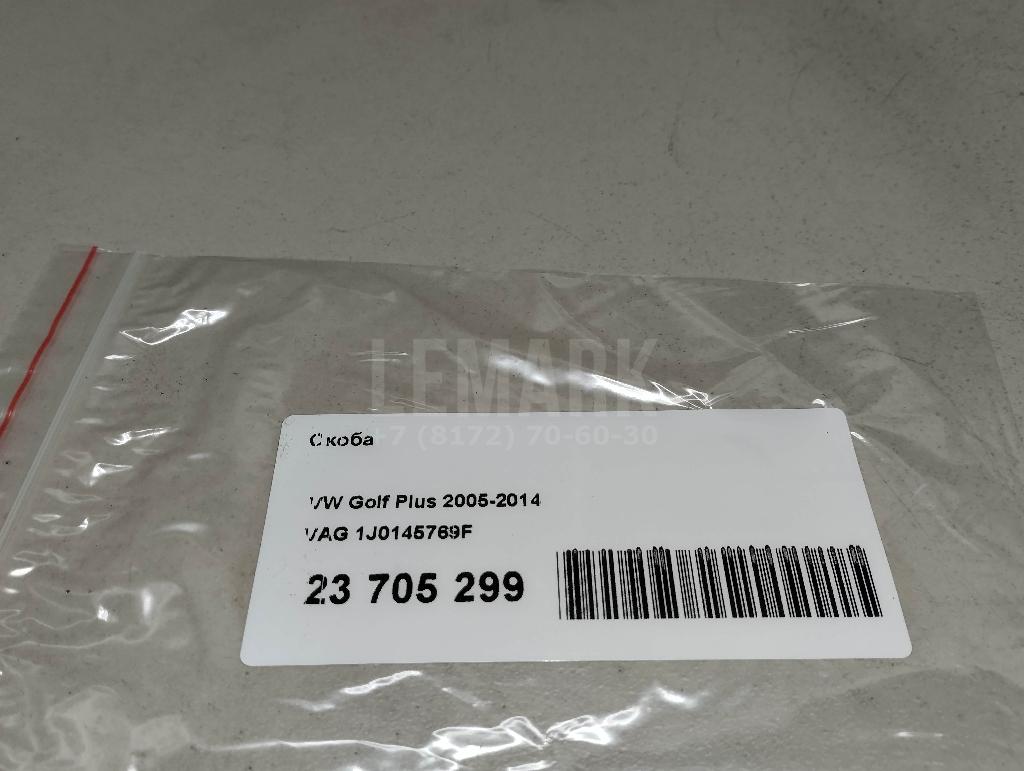 LEMARK
+7 (8172) 70-60-30
Скоба
VW Golf Plus 2005-2014
VAG 1J0145769F
23 705 299